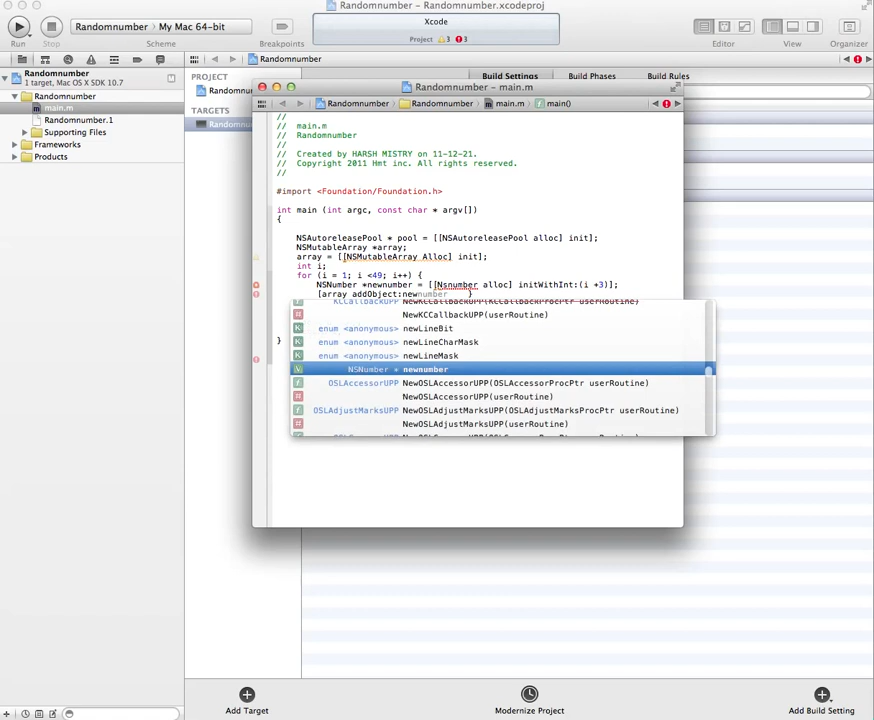 Randomnumber – Randomnumber.xcodeproj
Randomnumber
My Mac 64-bit
Xcode
Project 3 3
Run
Stop
Scheme
Breakpoints
Editor
View
Organizer
Randomnumber
Randomnumber
1 target, Mac OS X SDK 10.7
Randomnumber
main.m
Randomnumber.1
Supporting Files
Frameworks
Products
PROJECT
TARGETS
Build Settings
Build Phases
Build Rules
Randomnumber – main.m
Randomnumber
Randomnumber
main.m
main()
//
// main.m
// Randomnumber
//
// Created by HARSH MISTRY on 11-12-21.
// Copyright 2011 Hmt inc. All rights reserved.
//
#import <Foundation/Foundation.h>
int main (int argc, const char * argv[])
{
NSAutoreleasePool * pool = [[NSAutoreleasePool alloc] init];
NSMutableArray *array;
array = [[NSMutableArray Alloc] init];
int i;
for (i = 1; i <49; i++) {
NSNumber *newnumber = [[Nsnumber alloc] initWithInt:(i +3)];
[array addObject:newnumber }
}
KCCallbackUPP NewKCCallbackUPP(KCCallbackProcPtr userRoutine)
NewKCCallbackUPP(userRoutine)
enum <anonymous> newLineBit
enum <anonymous> newLineCharMask
enum <anonymous> newLineMask
NSNumber * newnumber
OSLAccessorUPP NewOSLAccessorUPP(OSLAccessorProcPtr userRoutine)
NewOSLAccessorUPP(userRoutine)
OSLAdjustMarksUPP NewOSLAdjustMarksUPP(OSLAdjustMarksProcPtr userRoutine)
NewOSLAdjustMarksUPP(userRoutine)
Add Target
Modernize Project
Add Build Setting